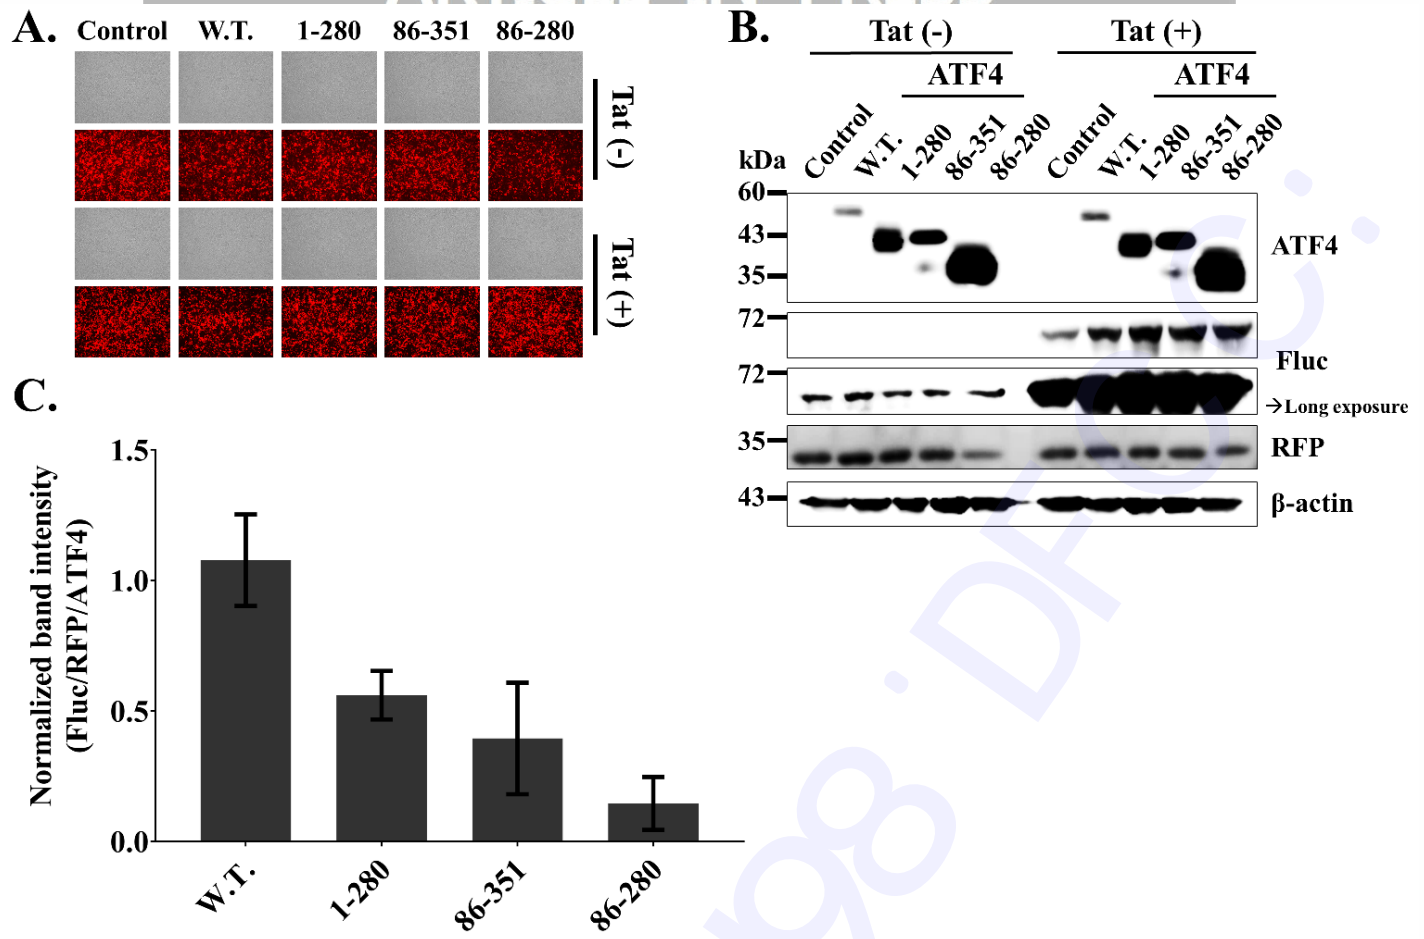 A.
Control W.T. 1-280 86-351 86-280
Tat (-)
Tat (+)
B.
Tat (-) Tat (+)
ATF4 ATF4
kDa
Control W.T. 1-280 86-351 86-280 Control W.T. 1-280 86-351 86-280
60
43
35
ATF4
72
Fluc
72
→Long exposure
35
RFP
43
β-actin
C.
Normalized band intensity
(Fluc/RFP/ATF4)
1.5
1.0
0.5
0.0
W.T. 1-280 86-351 86-280